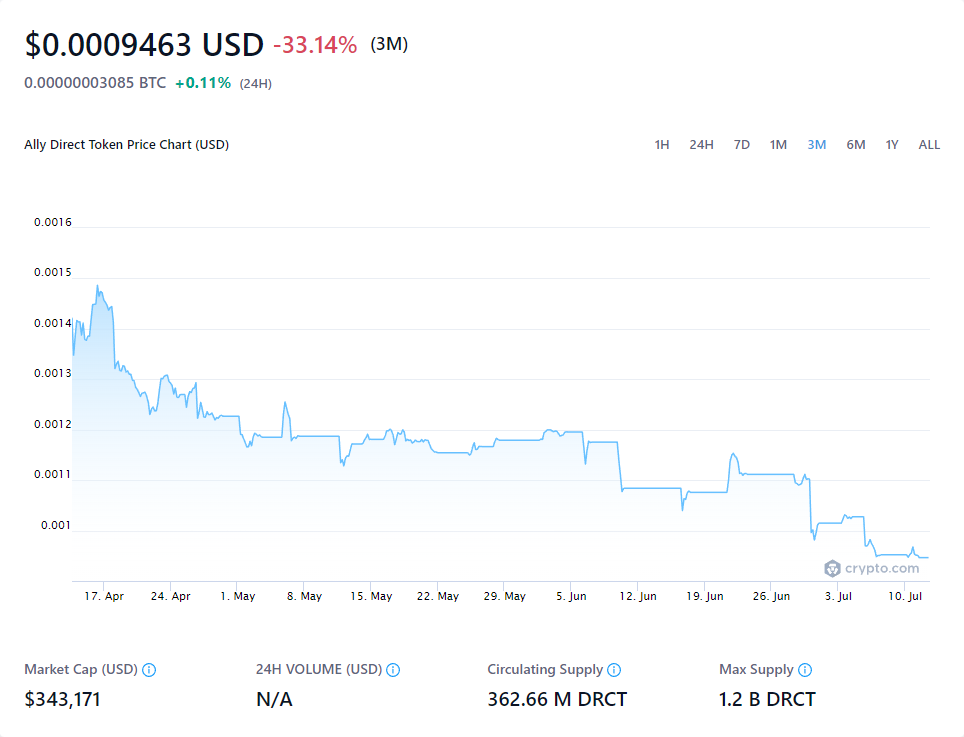 $0.0009463 USD -33.14% (3M)
0.00000003085 BTC +0.11% (24H)
Ally Direct Token Price Chart (USD) 1H 24H 7D 1M 3M 6M 1Y ALL
0.0016
0.0015
0.0014
0.0013
0.0012
0.0011
0.001
crypto.com
17. Apr 24. Apr 1. May 8. May 15. May 22. May 29. May 5. Jun 12. Jun 19. Jun 26. Jun 3. Jul 10. Jul
Market Cap (USD) 24H VOLUME (USD) Circulating Supply Max Supply
$343,171 N/A 362.66 M DRCT 1.2 B DRCT